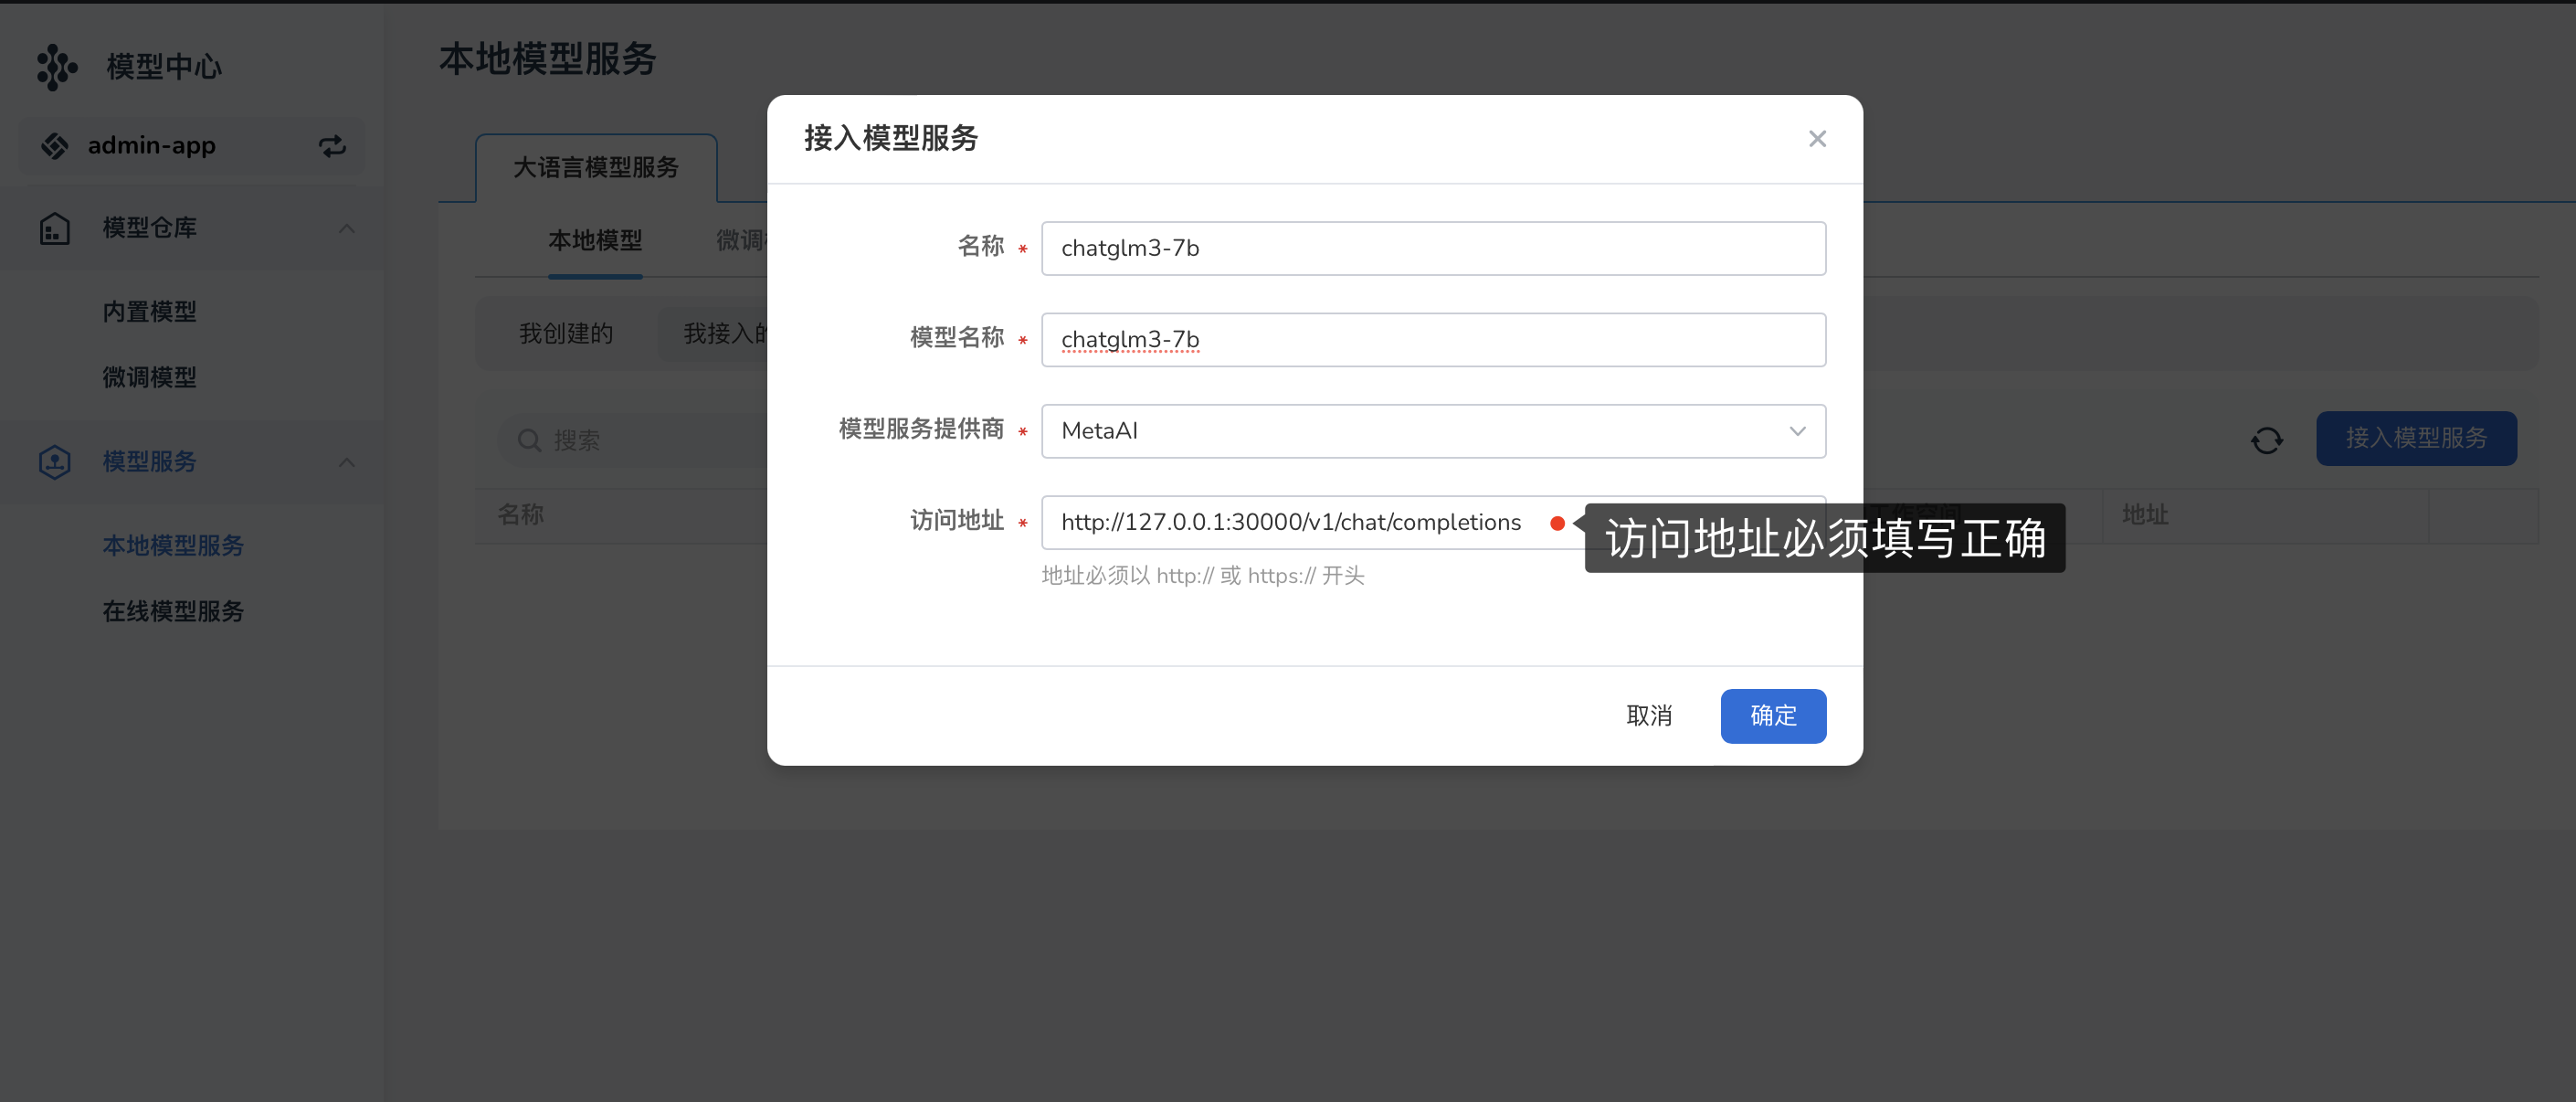 模型中心
admin-app
模型仓库
内置模型
微调模型
模型服务
本地模型服务
在线模型服务
本地模型服务
大语言模型服务
本地模型
微调
我创建的
我接入的
搜索
接入模型服务
名称
工作空间
地址
接入模型服务
名称 *
chatglm3-7b
模型名称 *
chatglm3-7b
模型服务提供商 *
MetaAI
访问地址 *
http://127.0.0.1:30000/v1/chat/completions
访问地址必须填写正确
地址必须以 http:// 或 https:// 开头
取消
确定